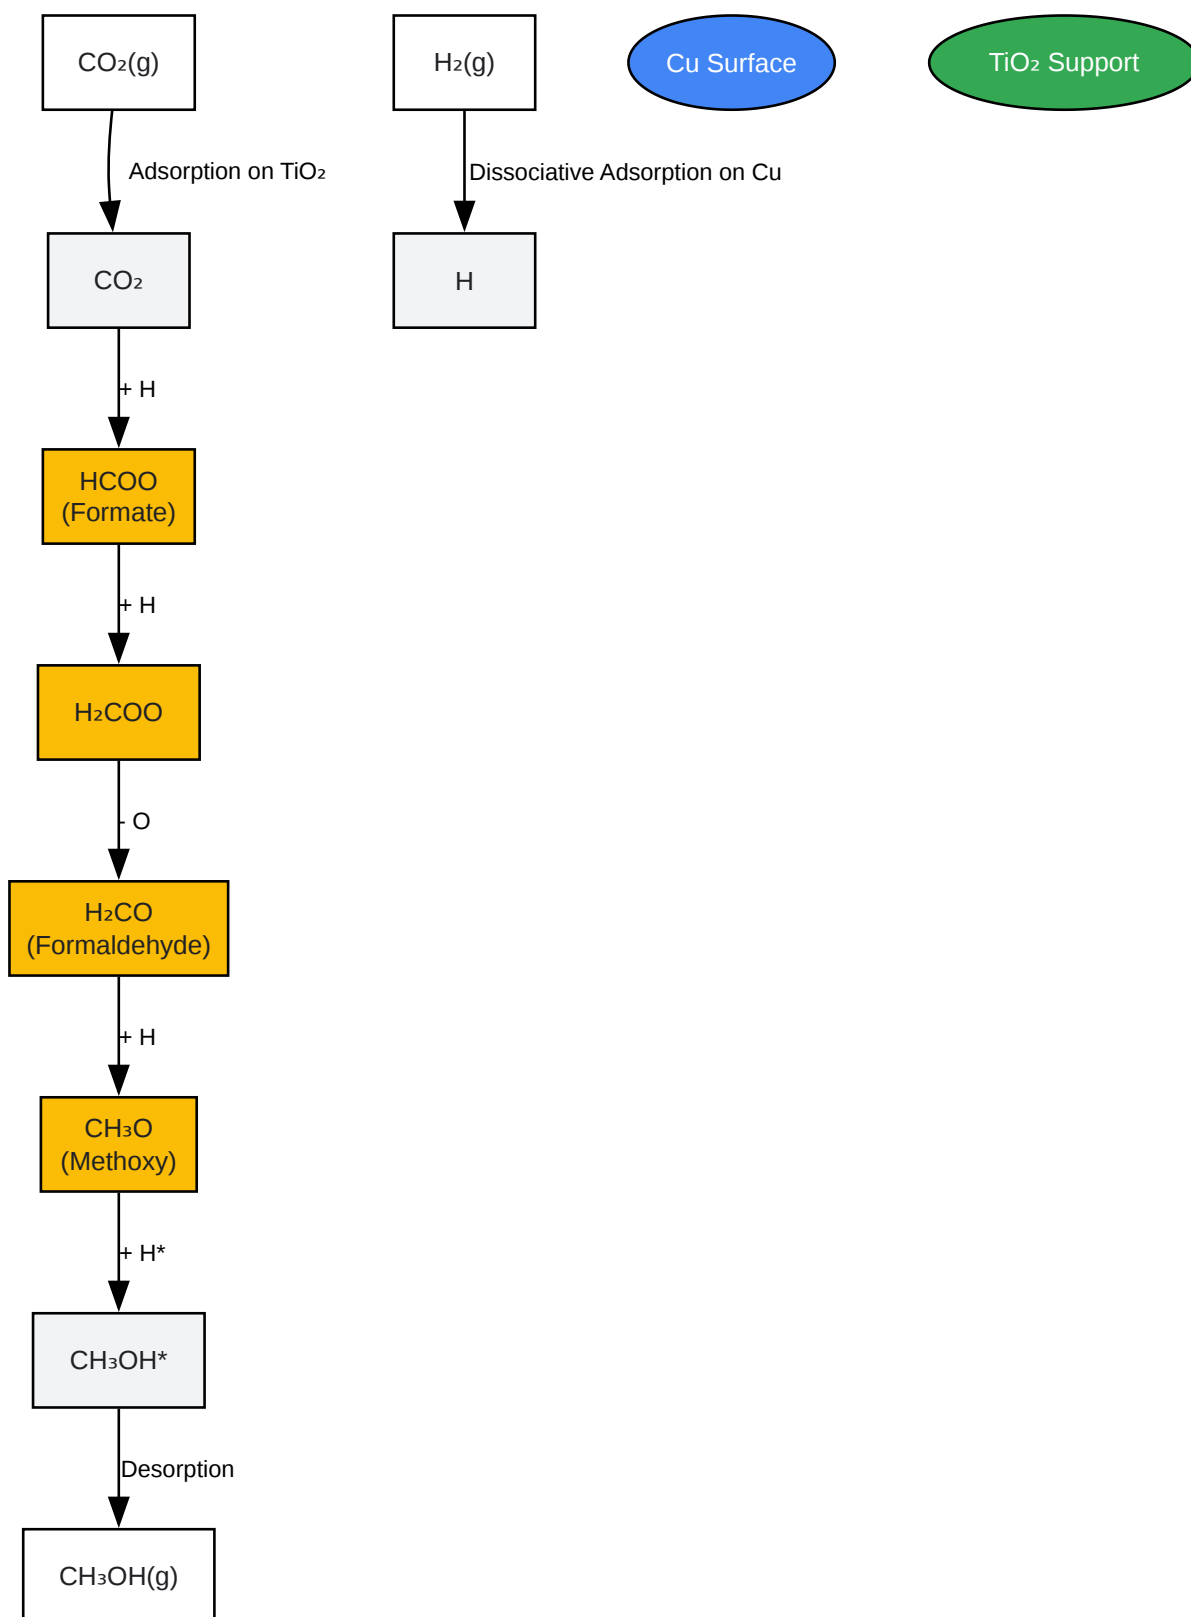 CO₂(g)
H₂(g)
Cu Surface
TiO₂ Support
Adsorption on TiO₂
Dissociative Adsorption on Cu
CO₂
H
+ H
HCOO
(Formate)
+ H
H₂COO
- O
H₂CO
(Formaldehyde)
+ H
CH₃O
(Methoxy)
+ H*
CH₃OH*
Desorption
CH₃OH(g)